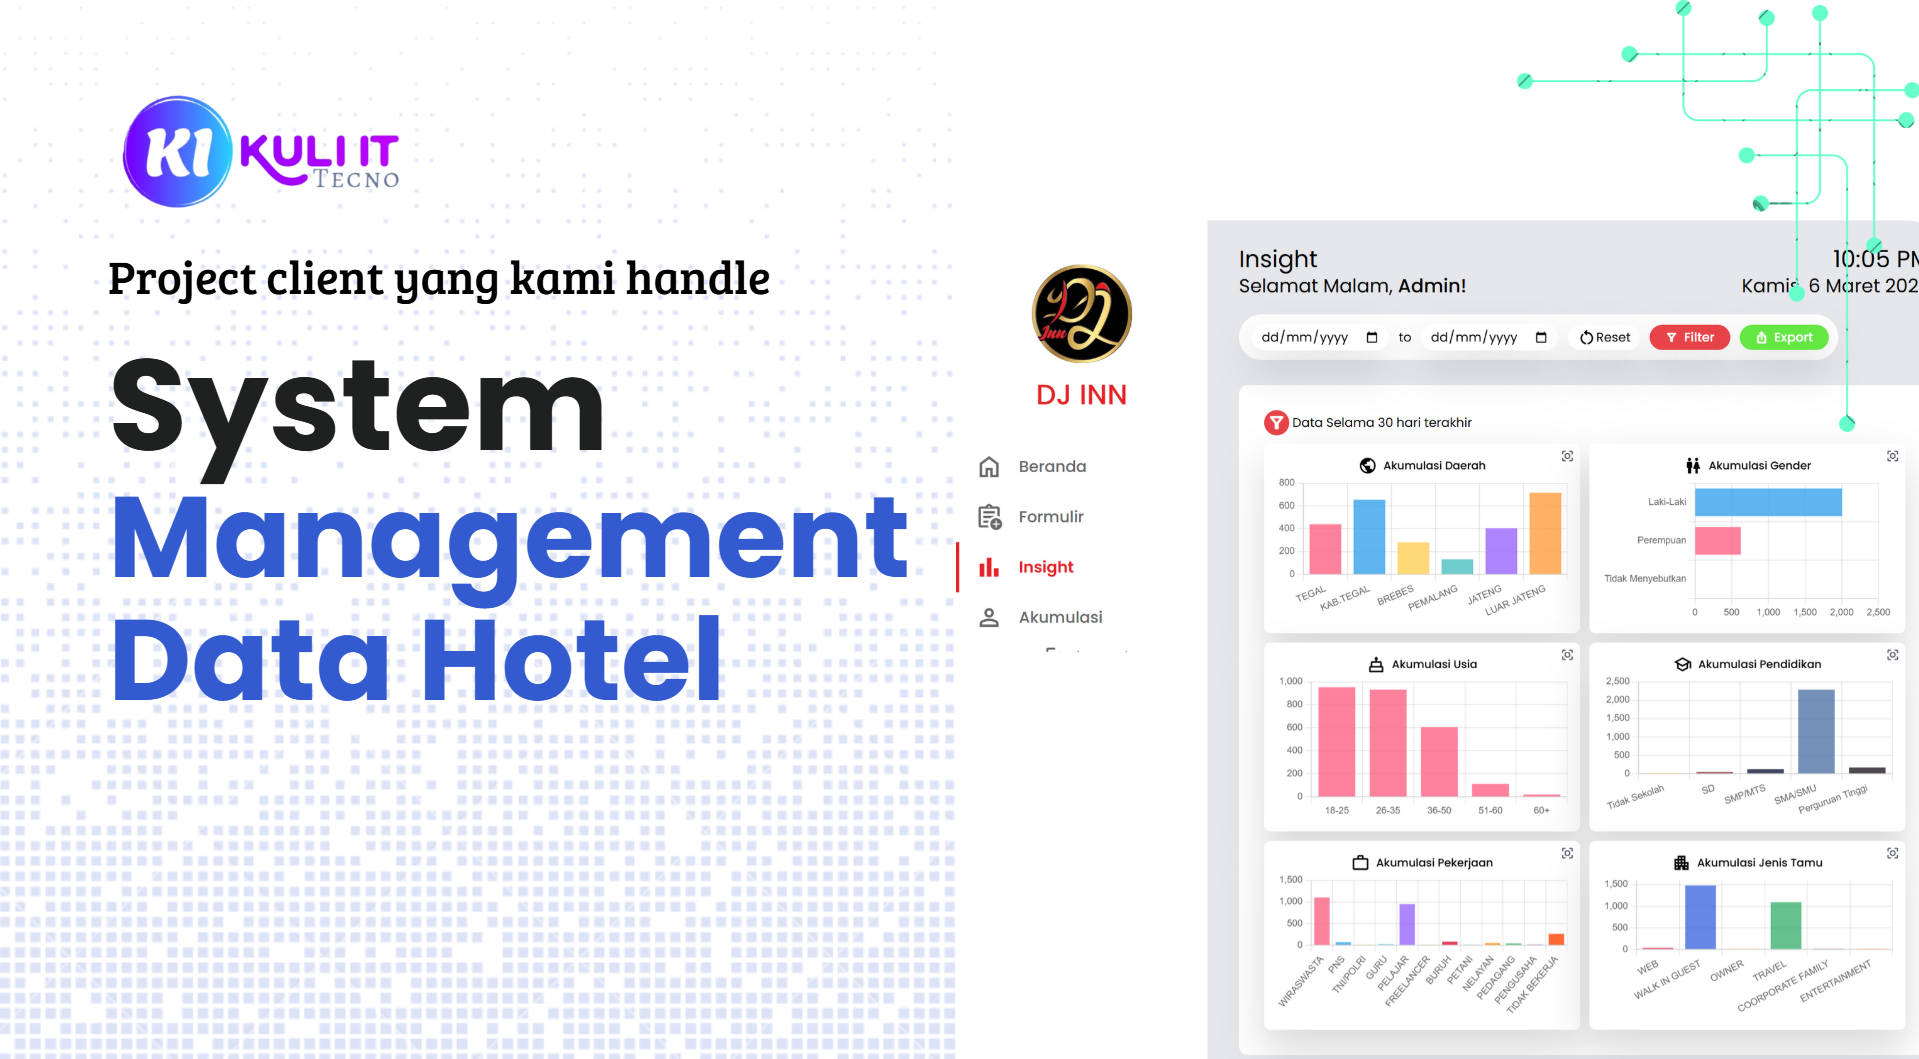 KI KULI IT
TECNO
Project client yang kami handle
System
Management
Data Hotel
DJ
Inn
DJ INN
Beranda
Formulir
Insight
Akumulasi
Insight
Selamat Malam, Admin!
10:05 PM
Kamis, 6 Maret 202
dd/mm/yyyy to dd/mm/yyyy Reset Filter Export
Data Selama 30 hari terakhir
Akumulasi Daerah
800
600
400
200
0
TEGAL KAB.TEGAL BREBES PEMALANG JATENG LUAR JATENG
Akumulasi Gender
Laki-Laki
Perempuan
Tidak Menyebutkan
0 500 1,000 1,500 2,000 2,500
Akumulasi Usia
1,000
800
600
400
200
0
18-25 26-35 36-50 51-60 60+
Akumulasi Pendidikan
2,500
2,000
1,500
1,000
500
0
Tidak Sekolah SD SMP/MTS SMA/SMU Perguruan Tinggi
Akumulasi Pekerjaan
1,500
1,000
500
0
WIRASWASTA PNS TNI/POLRI GURU PELAJAR FREELANCER BURUH PETANI NELAYAN PEDAGANG PENGUSAHA TIDAK BEKERJA
Akumulasi Jenis Tamu
1,500
1,000
500
0
WEB WALK IN GUEST OWNER TRAVEL COORPORATE FAMILY ENTERTAINMENT